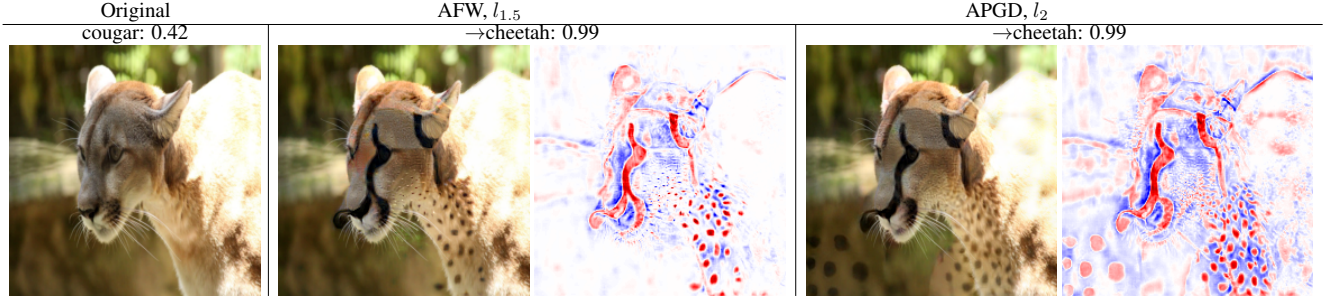 Original AFW, l1.5 APGD, l2
cougar: 0.42 →cheetah: 0.99 →cheetah: 0.99